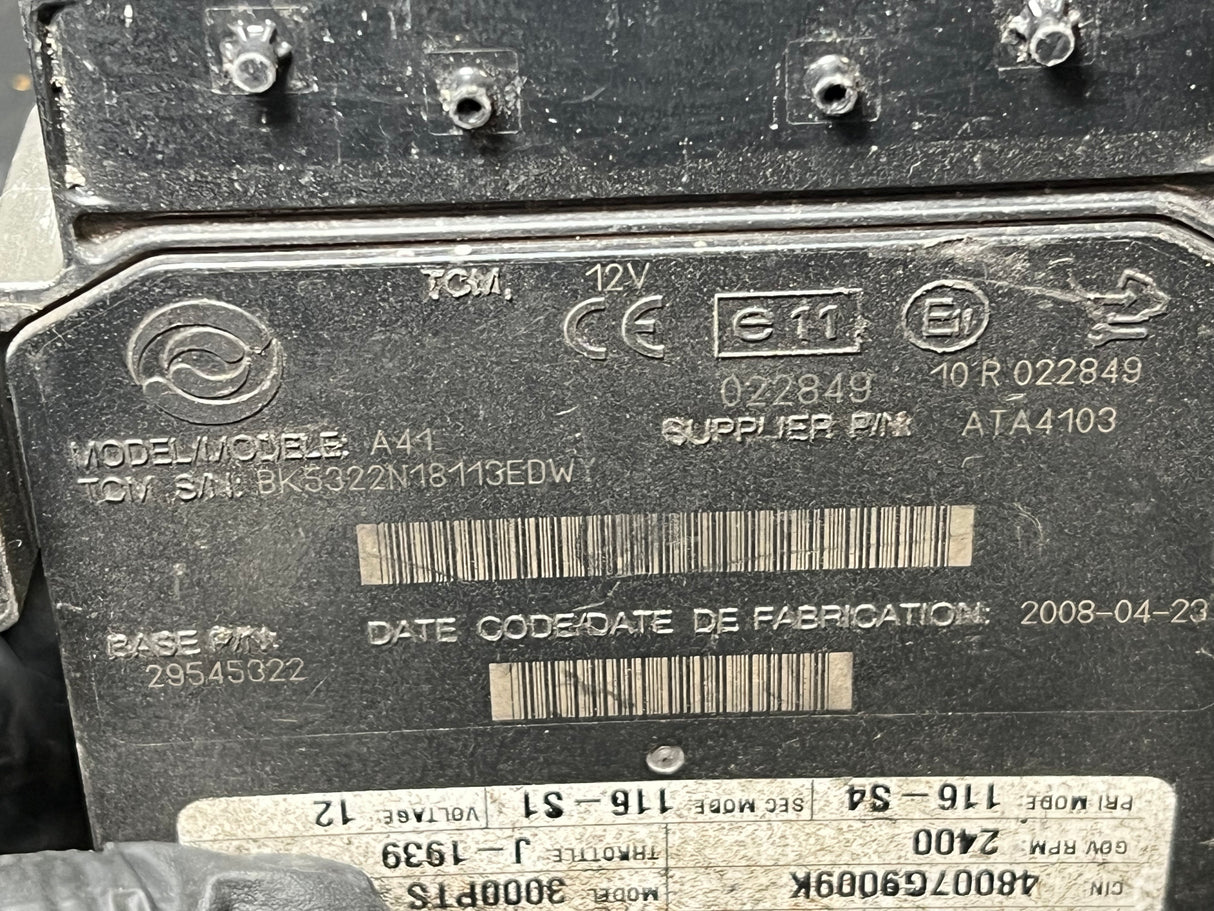 TCM, 12V
CE e 11 E11
022849 10 R 022849
MODEL/MODELE: A41 SUPPLIER P/N: ATA4103
TCM S/N: BK5322N18113EDWY
DATE CODE/DATE DE FABRICATION: 2008-04-23
BASE P/N:
29545322
PRI MODE: 116-S4 SEC MODE: 116-S1 VOLTAGE: 12
GOV RPM: 2400 THROTTLE: J-1939
CIN: 48007G9009K MODEL: 3000PTS